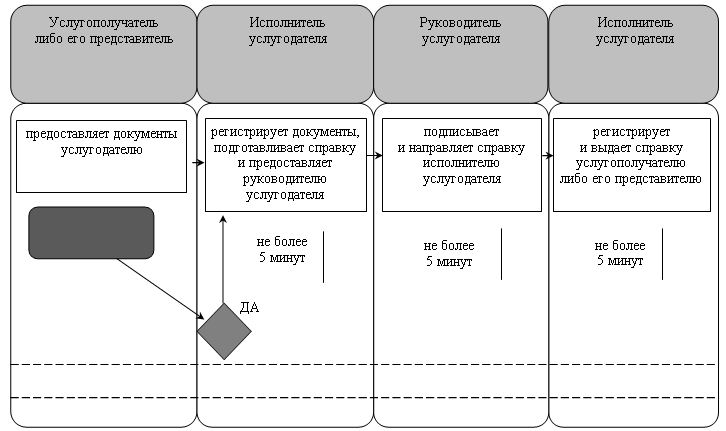 Услугополучатель
либо его представитель
Исполнитель
услугодателя
Руководитель
услугодателя
Исполнитель
услугодателя
предоставляет документы
услугодателю
регистрирует документы,
подготавливает справку
и предоставляет
руководителю
услугодателя
подписывает
и направляет справку
исполнителю
услугодателя
регистрирует
и выдает справку
услугополучателю
либо его представителю
не более
5 минут
не более
5 минут
не более
5 минут
ДА